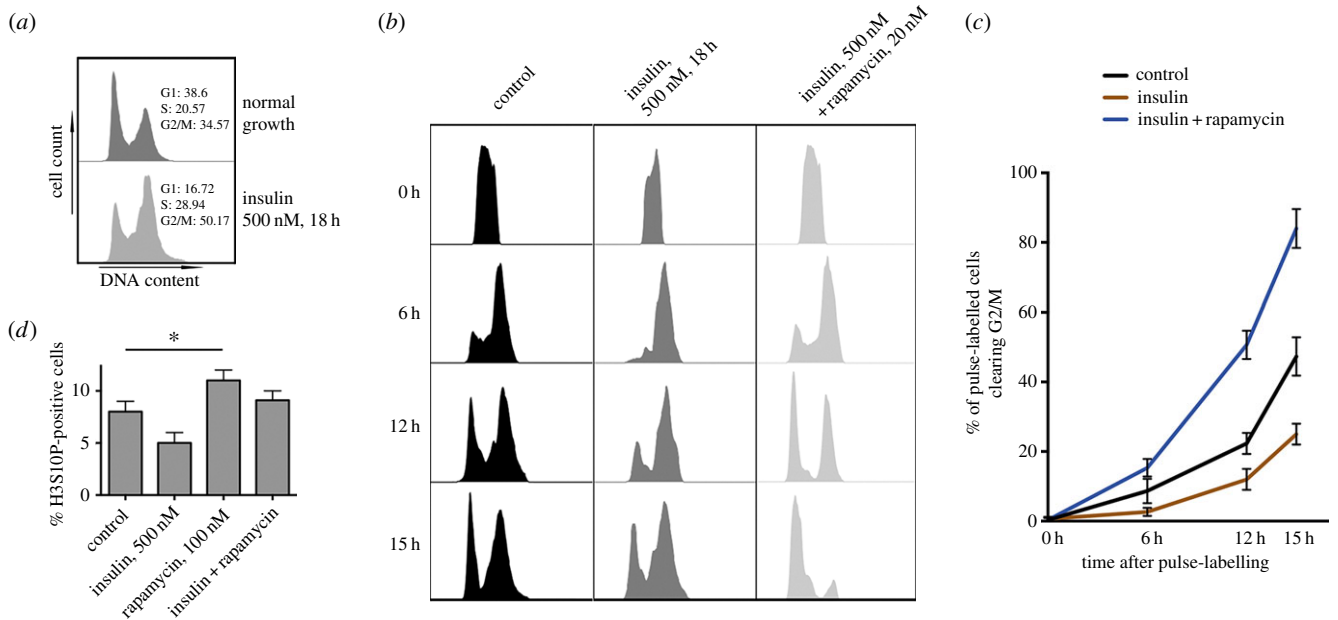 (a)
cell count
G1: 38.6
S: 20.57
G2/M: 34.57
normal
growth
G1: 16.72
S: 28.94
G2/M: 50.17
insulin
500 nM, 18 h
DNA content
(b)
control
insulin,
500 nM, 18 h
insulin, 500 nM
+ rapamycin, 20 nM
0 h
6 h
12 h
15 h
(c)
control
insulin
insulin + rapamycin
% of pulse-labelled cells
clearing G2/M
100
80
60
40
20
0
0 h
6 h
12 h
15 h
time after pulse-labelling
(d)
*
% H3S10P-positive cells
10
5
0
control
insulin, 500 nM
rapamycin, 100 nM
insulin + rapamycin